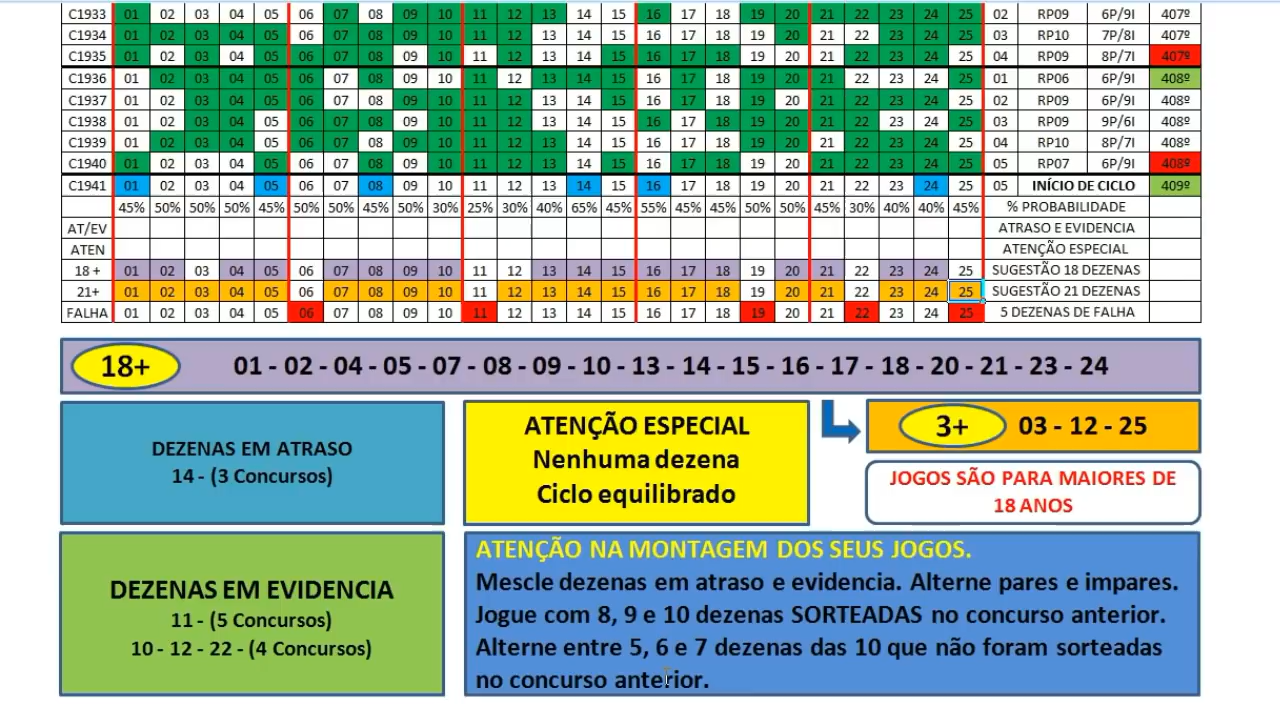 C1933 01 02 03 04 05 06 07 08 09 10 11 12 13 14 15 16 17 18 19 20 21 22 23 24 25 02 RP09 6P/9I 407º
C1934 01 02 03 04 05 06 07 08 09 10 11 12 13 14 15 16 17 18 19 20 21 22 23 24 25 03 RP10 7P/8I 407º
C1935 01 02 03 04 05 06 07 08 09 10 11 12 13 14 15 16 17 18 19 20 21 22 23 24 25 04 RP10 8P/7I 407º
C1936 01 02 03 04 05 06 07 08 09 10 11 12 13 14 15 16 17 18 19 20 21 22 23 24 25 01 RP06 6P/9I 408º
C1937 01 02 03 04 05 06 07 08 09 10 11 12 13 14 15 16 17 18 19 20 21 22 23 24 25 02 RP09 6P/9I 408º
C1938 01 02 03 04 05 06 07 08 09 10 11 12 13 14 15 16 17 18 19 20 21 22 23 24 25 03 RP09 9P/6I 408º
C1939 01 02 03 04 05 06 07 08 09 10 11 12 13 14 15 16 17 18 19 20 21 22 23 24 25 04 RP10 8P/7I 408º
C1940 01 02 03 04 05 06 07 08 09 10 11 12 13 14 15 16 17 18 19 20 21 22 23 24 25 05 RP07 6P/9I 408º
C1941 01 02 03 04 05 06 07 08 09 10 11 12 13 14 15 16 17 18 19 20 21 22 23 24 25 05 INÍCIO DE CICLO 409º
45% 50% 50% 50% 45% 50% 50% 45% 50% 30% 25% 30% 40% 65% 45% 55% 45% 45% 50% 50% 45% 30% 40% 40% 45% % PROBABILIDADE
AT/EV ATRASO E EVIDENCIA
ATEN ATENÇÃO ESPECIAL
18 + 01 02 03 04 05 06 07 08 09 10 11 12 13 14 15 16 17 18 19 20 21 22 23 24 25 SUGESTÃO 18 DEZENAS
21+ 01 02 03 04 05 06 07 08 09 10 11 12 13 14 15 16 17 18 19 20 21 22 23 24 25 SUGESTÃO 21 DEZENAS
FALHA 01 02 03 04 05 06 07 08 09 10 11 12 13 14 15 16 17 18 19 20 21 22 23 24 25 5 DEZENAS DE FALHA
18+ 01 - 02 - 04 - 05 - 07 - 08 - 09 - 10 - 13 - 14 - 15 - 16 - 17 - 18 - 20 - 21 - 23 - 24
DEZENAS EM ATRASO
14 - (3 Concursos)
ATENÇÃO ESPECIAL
Nenhuma dezena
Ciclo equilibrado
3+ 03 - 12 - 25
JOGOS SÃO PARA MAIORES DE
18 ANOS
DEZENAS EM EVIDENCIA
11 - (5 Concursos)
10 - 12 - 22 - (4 Concursos)
ATENÇÃO NA MONTAGEM DOS SEUS JOGOS.
Mescle dezenas em atraso e evidencia. Alterne pares e impares.
Jogue com 8, 9 e 10 dezenas SORTEADAS no concurso anterior.
Alterne entre 5, 6 e 7 dezenas das 10 que não foram sorteadas
no concurso anterior.